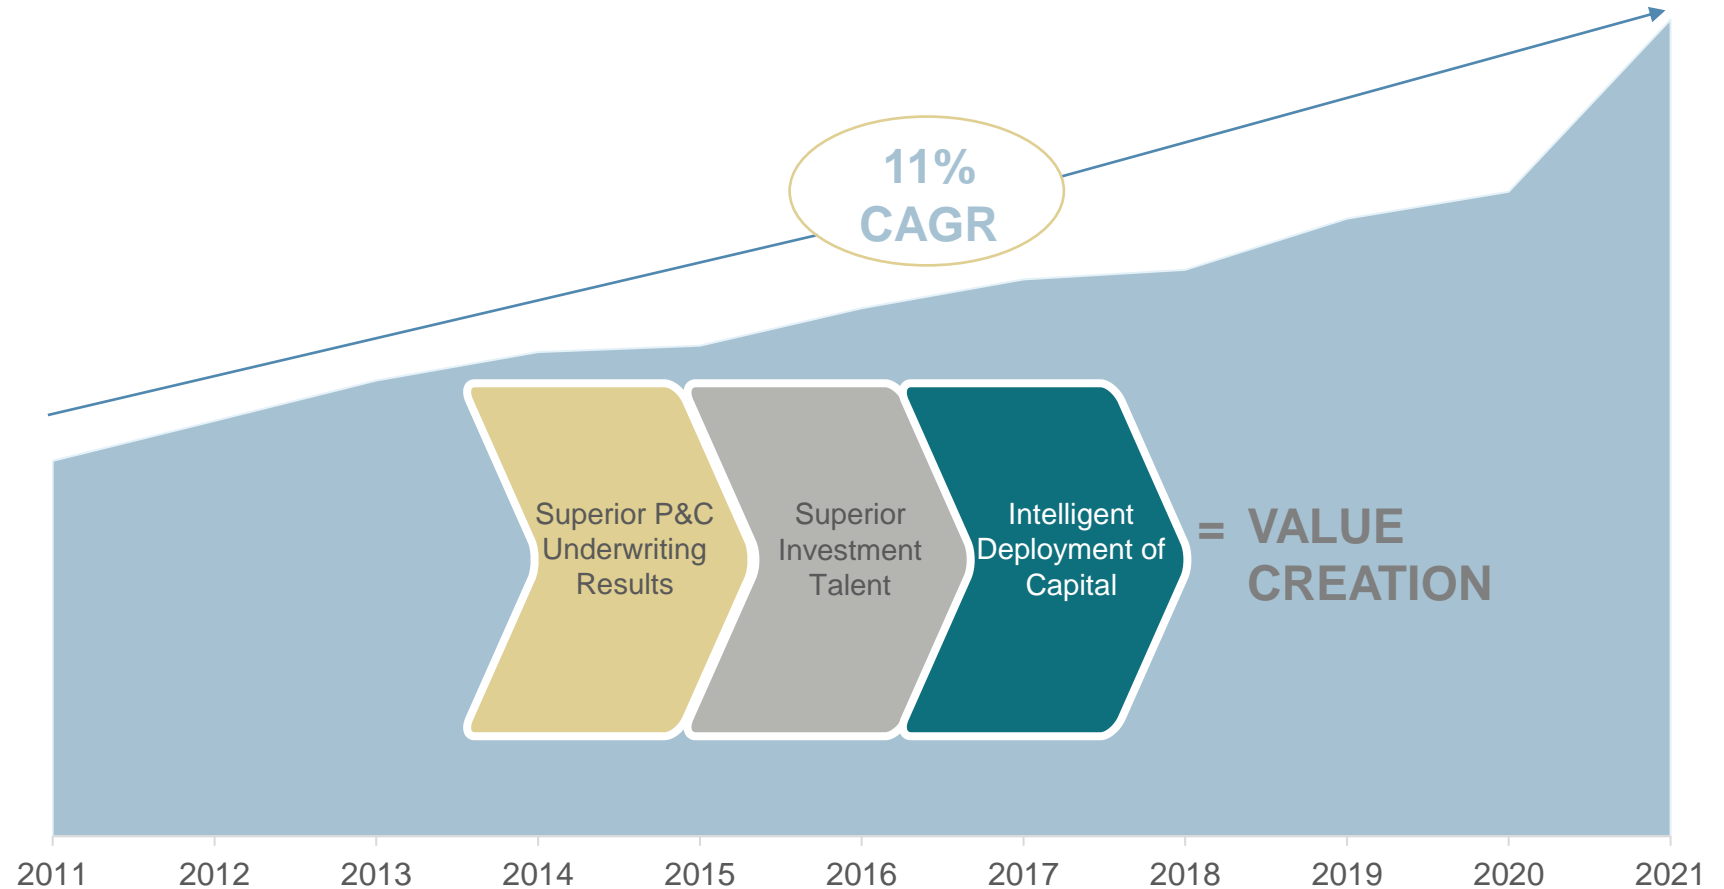 11%
CAGR
Superior P&C
Underwriting
Results
Superior
Investment
Talent
Intelligent
Deployment of
Capital
= VALUE
CREATION
2011 2012 2013 2014 2015 2016 2017 2018 2019 2020 2021